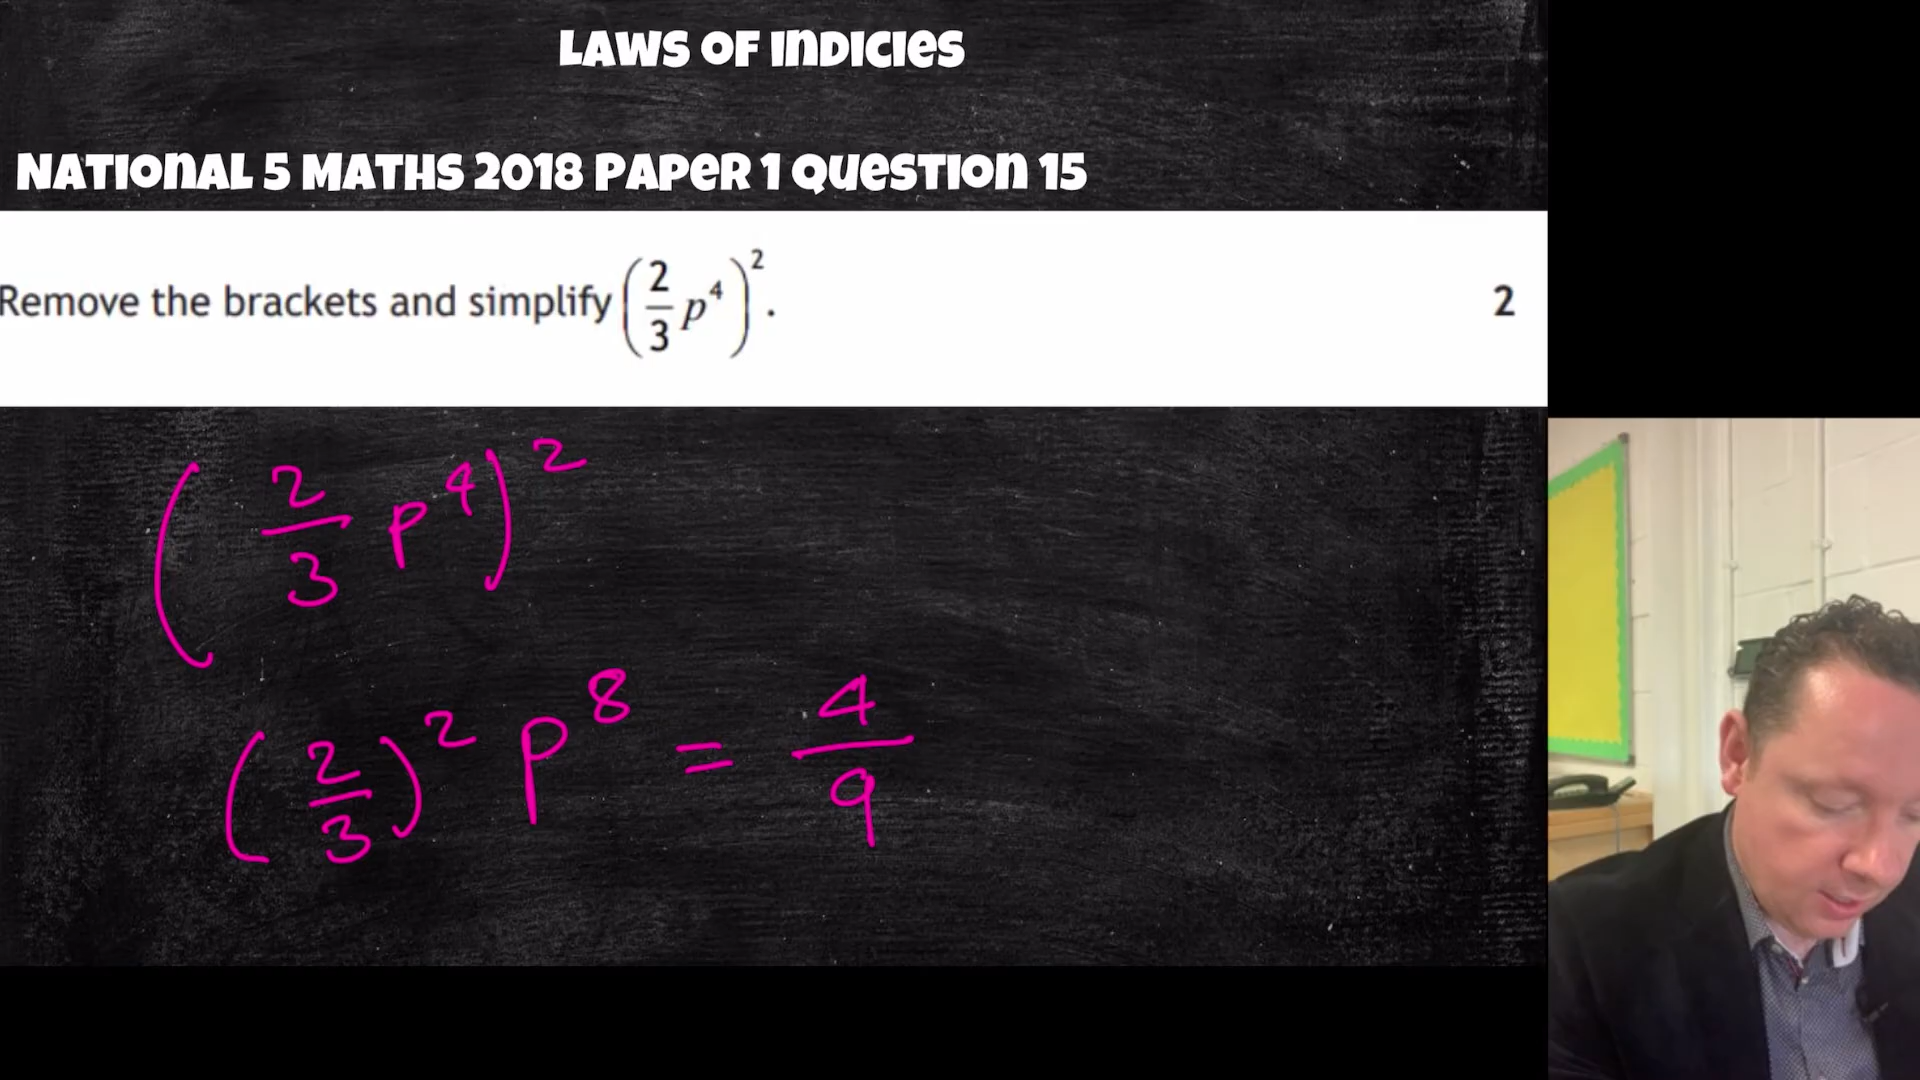 LAWS OF INDICIES
NATIONAL 5 MATHS 2018 PAPER 1 QUESTION 15
Remove the brackets and simplify (2/3 p⁴)². 2
(2/3 p⁴)²
(2/3)² p⁸ = 4/9